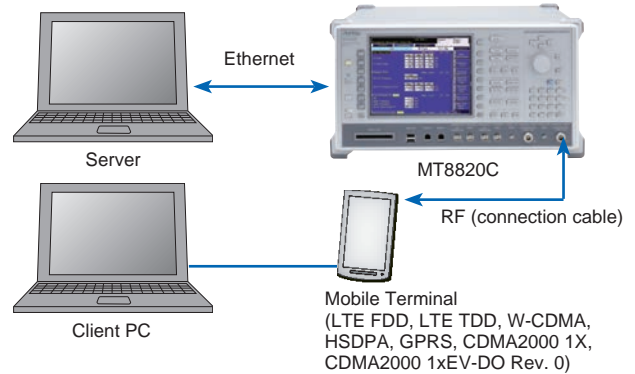 Ethernet
Server
MT8820C
RF (connection cable)
Client PC
Mobile Terminal
(LTE FDD, LTE TDD, W-CDMA,
HSDPA, GPRS, CDMA2000 1X,
CDMA2000 1xEV-DO Rev. 0)